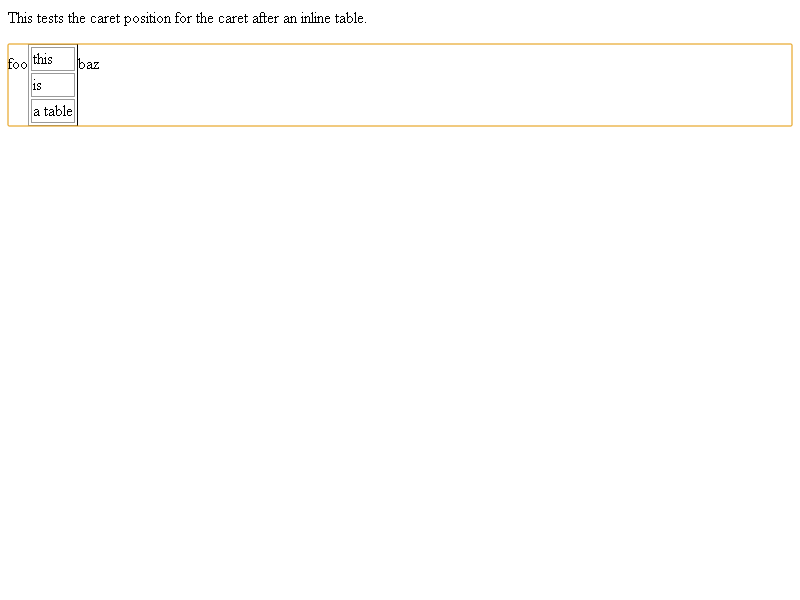 This tests the caret position for the caret after an inline table.
foo this baz
is
a table